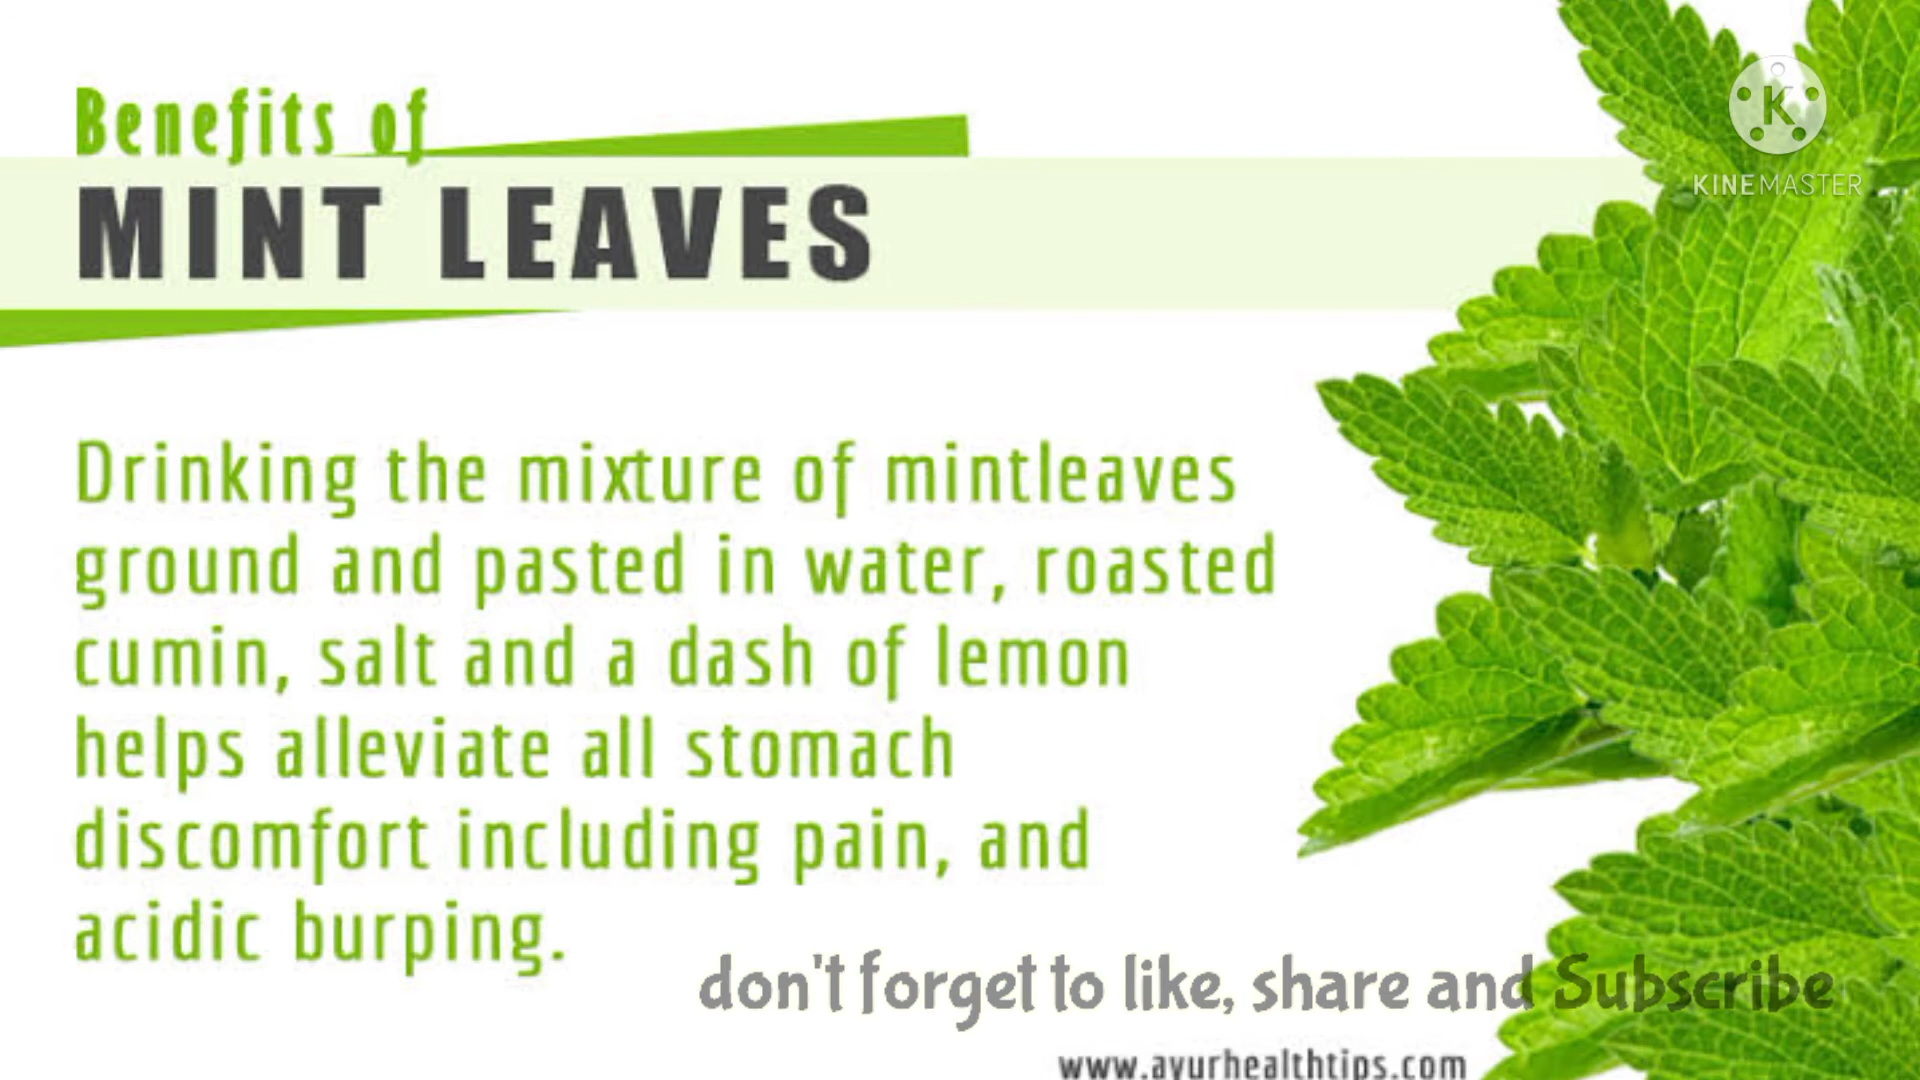 Benefits of
MINT LEAVES
KINEMASTER
Drinking the mixture of mintleaves
ground and pasted in water, roasted
cumin, salt and a dash of lemon
helps alleviate all stomach
discomfort including pain, and
acidic burping.
don't forget to like, share and Subscribe
www.ayurhealthtips.com